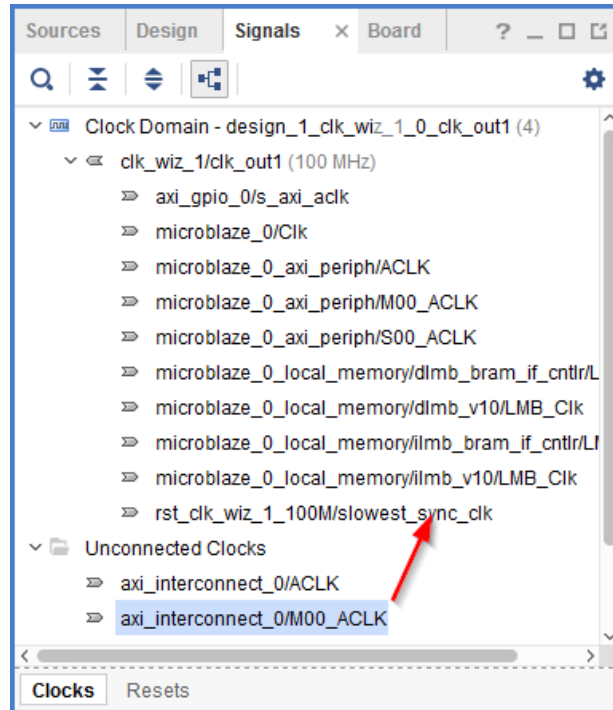 Sources Design Signals × Board ?
Clock Domain - design_1_clk_wiz_1_0_clk_out1 (4)
clk_wiz_1/clk_out1 (100 MHz)
axi_gpio_0/s_axi_aclk
microblaze_0/Clk
microblaze_0_axi_periph/ACLK
microblaze_0_axi_periph/M00_ACLK
microblaze_0_axi_periph/S00_ACLK
microblaze_0_local_memory/dlmb_bram_if_cntlr/L
microblaze_0_local_memory/dlmb_v10/LMB_Clk
microblaze_0_local_memory/ilmb_bram_if_cntlr/LI
microblaze_0_local_memory/ilmb_v10/LMB_Clk
rst_clk_wiz_1_100M/slowest_sync_clk
Unconnected Clocks
axi_interconnect_0/ACLK
axi_interconnect_0/M00_ACLK
Clocks Resets